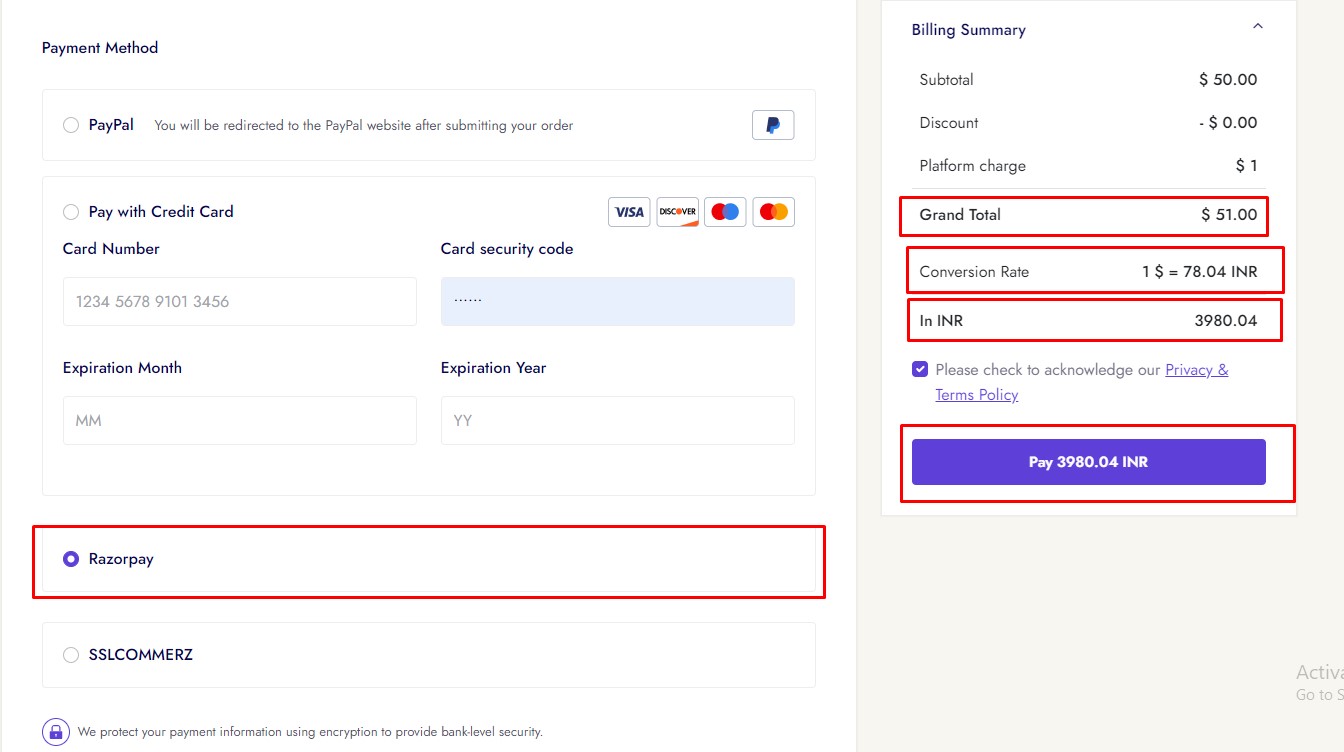 Payment Method
PayPal You will be redirected to the PayPal website after submitting your order
Pay with Credit Card VISA DISCOVER
Card Number Card security code
1234 5678 9101 3456 ······
Expiration Month Expiration Year
MM YY
Razorpay
SSLCOMMERZ
We protect your payment information using encryption to provide bank-level security.
Billing Summary
Subtotal $ 50.00
Discount - $ 0.00
Platform charge $ 1
Grand Total $ 51.00
Conversion Rate 1 $ = 78.04 INR
In INR 3980.04
Please check to acknowledge our Privacy &
Terms Policy
Pay 3980.04 INR
Go to